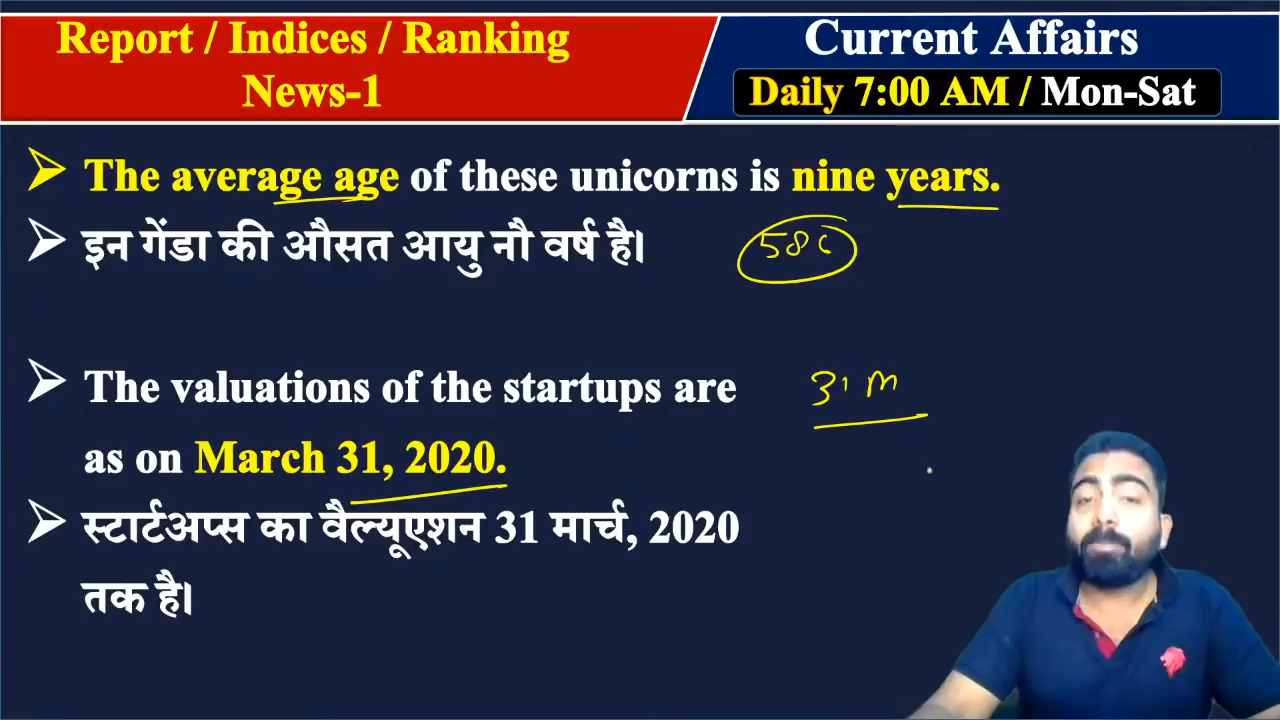 Report / Indices / Ranking
News-1
Current Affairs
Daily 7:00 AM / Mon-Sat
The average age of these unicorns is nine years.
इन गेंडा की औसत आयु नौ वर्ष है।
The valuations of the startups are
31 M
as on March 31, 2020.
स्टार्टअप्स का वैल्यूएशन 31 मार्च, 2020
तक है।